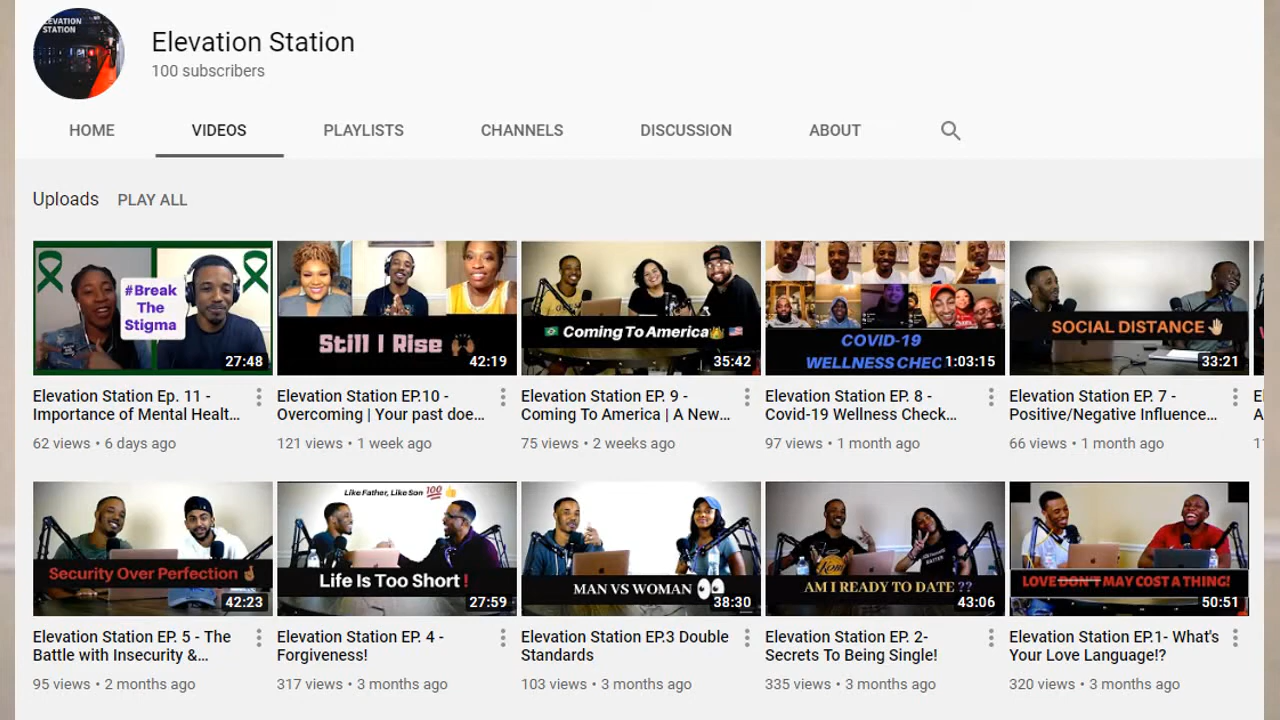 ELEVATION
STATION
Elevation Station
100 subscribers
HOME
VIDEOS
PLAYLISTS
CHANNELS
DISCUSSION
ABOUT
Uploads
PLAY ALL
#Break
The
Stigma
27:48
Elevation Station Ep. 11 -
Importance of Mental Healt...
62 views • 6 days ago
Still I Rise
42:19
Elevation Station EP.10 -
Overcoming | Your past doe...
121 views • 1 week ago
Coming To America
35:42
Elevation Station EP. 9 -
Coming To America | A New...
75 views • 2 weeks ago
COVID-19
WELLNESS CHEC
1:03:15
Elevation Station EP. 8 -
Covid-19 Wellness Check...
97 views • 1 month ago
SOCIAL DISTANCE
33:21
Elevation Station EP. 7 -
Positive/Negative Influence...
66 views • 1 month ago
Security Over Perfection
42:23
Elevation Station EP. 5 - The
Battle with Insecurity &...
95 views • 2 months ago
Like Father, Like Son 100
Life Is Too Short!
27:59
Elevation Station EP. 4 -
Forgiveness!
317 views • 3 months ago
MAN VS WOMAN
38:30
Elevation Station EP.3 Double
Standards
103 views • 3 months ago
AM I READY TO DATE ??
43:06
Elevation Station EP. 2-
Secrets To Being Single!
335 views • 3 months ago
LOVE DON'T MAY COST A THING!
50:51
Elevation Station EP.1- What's
Your Love Language!?
320 views • 3 months ago